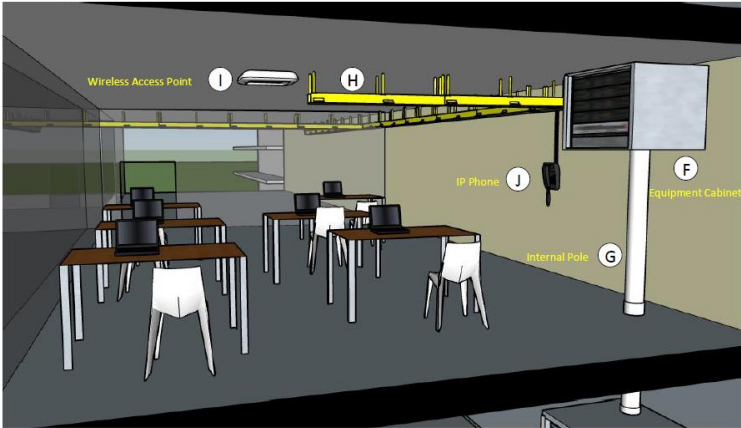 Wireless Access Point
I
H
F
Equipment Cabinet
IP Phone
J
Internal Pole
G